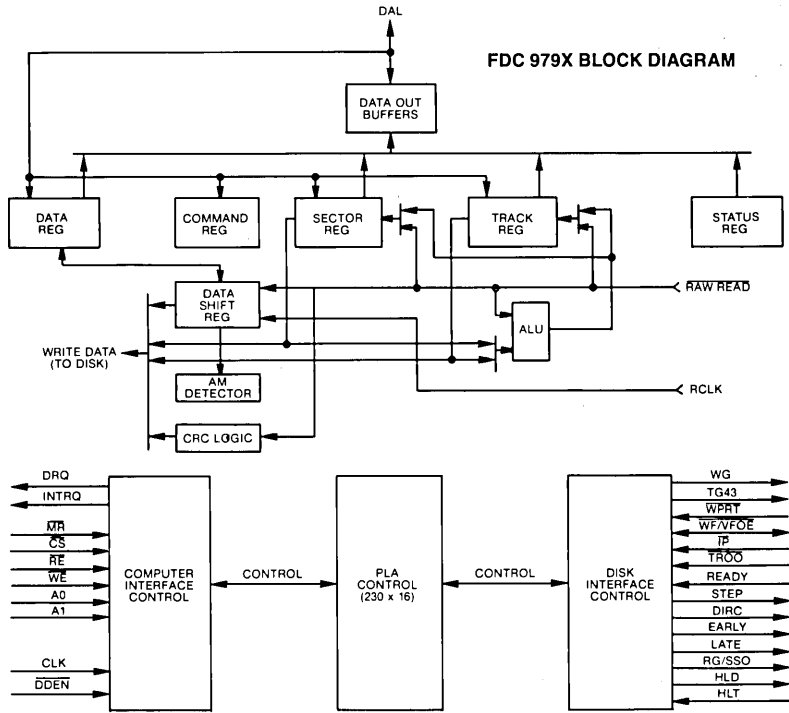 DAL
FDC 979X BLOCK DIAGRAM
DATA OUT
BUFFERS
DATA
REG
COMMAND
REG
SECTOR
REG
TRACK
REG
STATUS
REG
DATA
SHIFT
REG
RAW READ
ALU
WRITE DATA
(TO DISK)
AM
DETECTOR
RCLK
CRC LOGIC
DRQ
INTRQ
MR
CS
RE
WE
A0
A1
CLK
DDEN
COMPUTER
INTERFACE
CONTROL
CONTROL
PLA
CONTROL
(230 x 16)
CONTROL
DISK
INTERFACE
CONTROL
WG
TG43
WPRT
WF/VFOE
IP
TROO
READY
STEP
DIRC
EARLY
LATE
RG/SSO
HLD
HLT